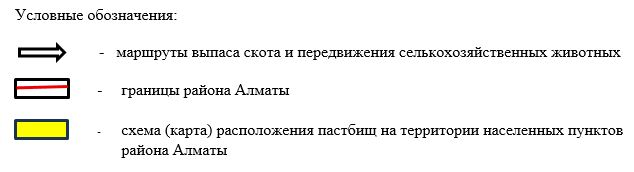 Условные обозначения:
- маршруты выпаса скота и передвижения селькохозяйственных животных
- границы района Алматы
- схема (карта) расположения пастбищ на территории населенных пунктов
района Алматы